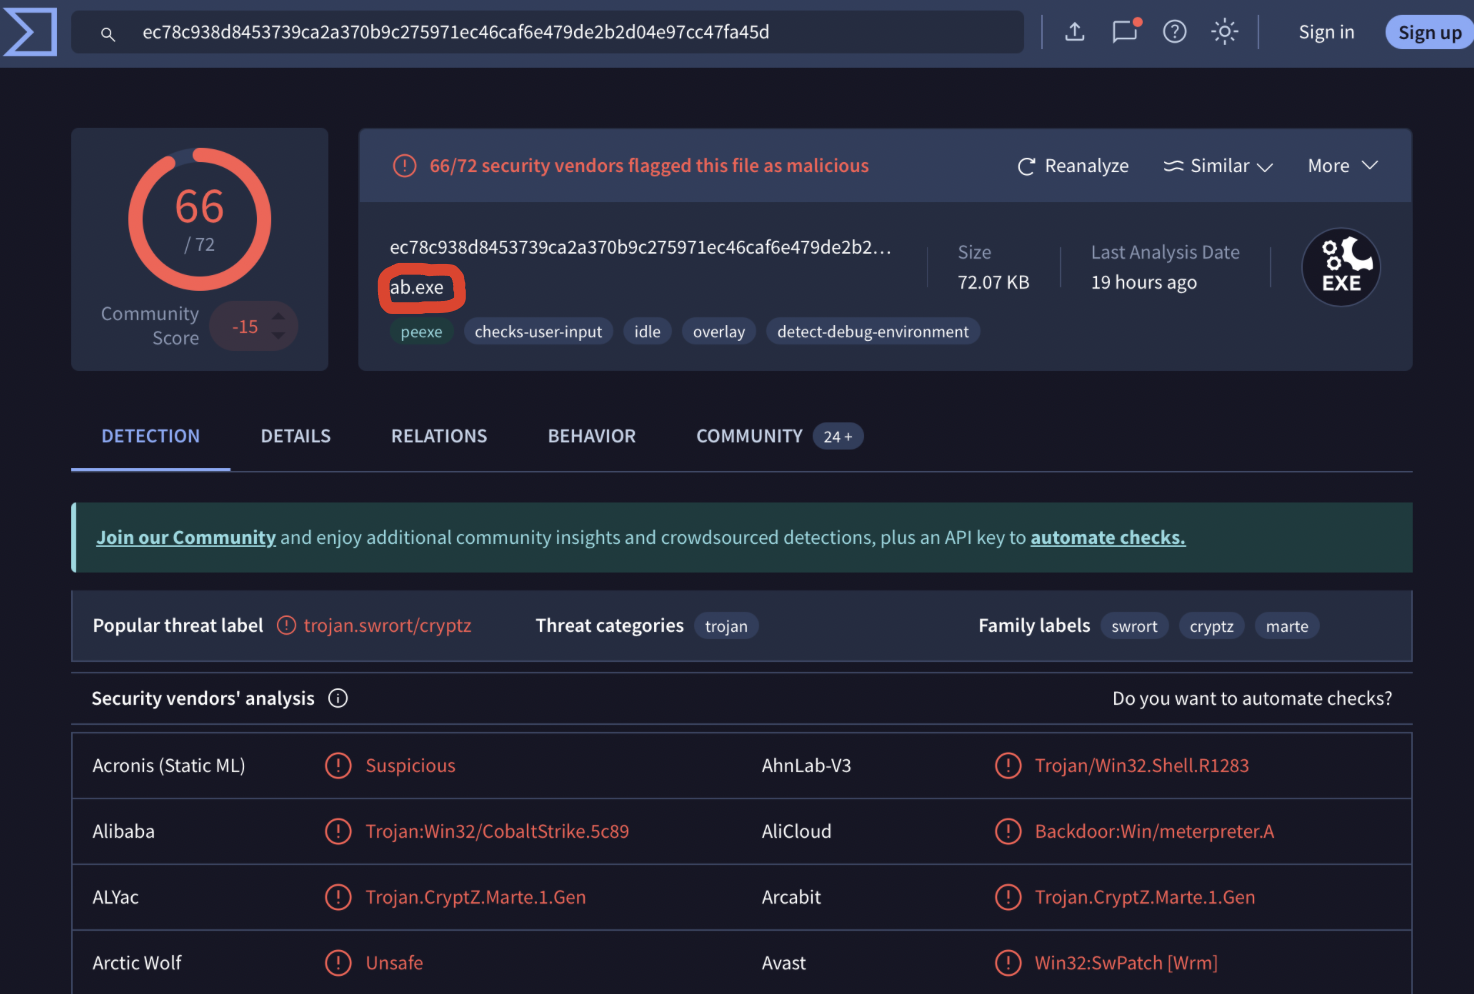 ec78c938d8453739ca2a370b9c275971ec46caf6e479de2b2d04e97cc47fa45d
Sign in
Sign up
66
/ 72
Community
Score
-15
66/72 security vendors flagged this file as malicious
Reanalyze
Similar
More
ec78c938d8453739ca2a370b9c275971ec46caf6e479de2b2…
ab.exe
Size
72.07 KB
Last Analysis Date
19 hours ago
EXE
peexe
checks-user-input
idle
overlay
detect-debug-environment
DETECTION
DETAILS
RELATIONS
BEHAVIOR
COMMUNITY
24 +
Join our Community and enjoy additional community insights and crowdsourced detections, plus an API key to automate checks.
Popular threat label
trojan.swrort/cryptz
Threat categories
trojan
Family labels
swrort
cryptz
marte
Security vendors' analysis
Do you want to automate checks?
Acronis (Static ML)
Suspicious
AhnLab-V3
Trojan/Win32.Shell.R1283
Alibaba
Trojan:Win32/CobaltStrike.5c89
AliCloud
Backdoor:Win/meterpreter.A
ALYac
Trojan.CryptZ.Marte.1.Gen
Arcabit
Trojan.CryptZ.Marte.1.Gen
Arctic Wolf
Unsafe
Avast
Win32:SwPatch [Wrm]